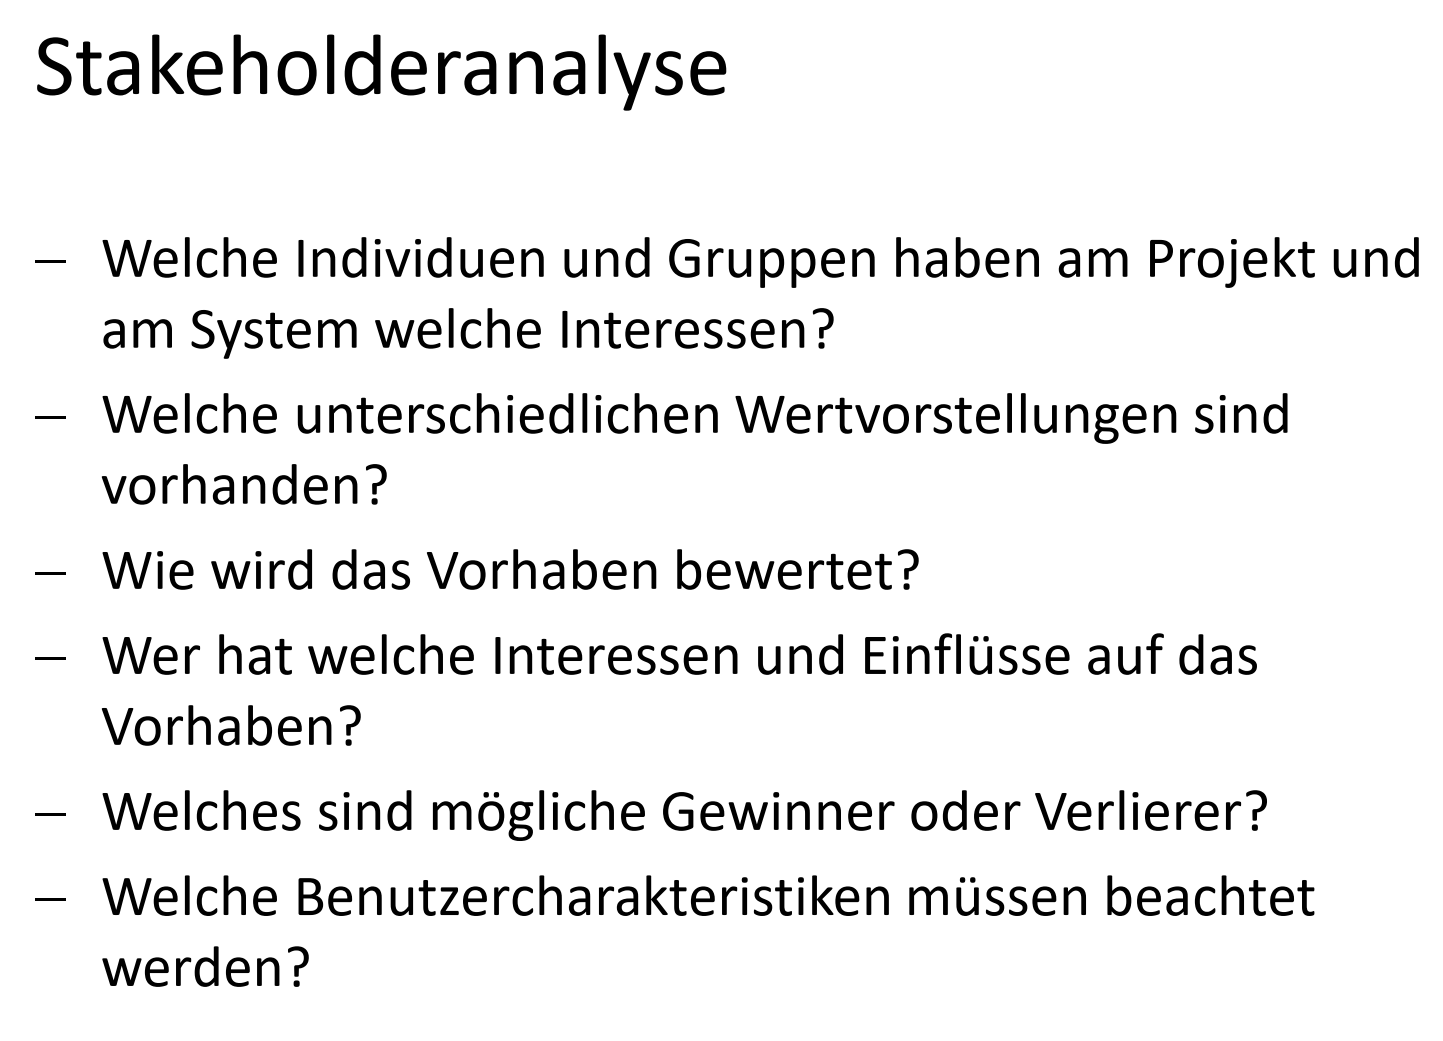 Stakeholderanalyse
– Welche Individuen und Gruppen haben am Projekt und
am System welche Interessen?
– Welche unterschiedlichen Wertvorstellungen sind
vorhanden?
– Wie wird das Vorhaben bewertet?
– Wer hat welche Interessen und Einflüsse auf das
Vorhaben?
– Welches sind mögliche Gewinner oder Verlierer?
– Welche Benutzercharakteristiken müssen beachtet
werden?